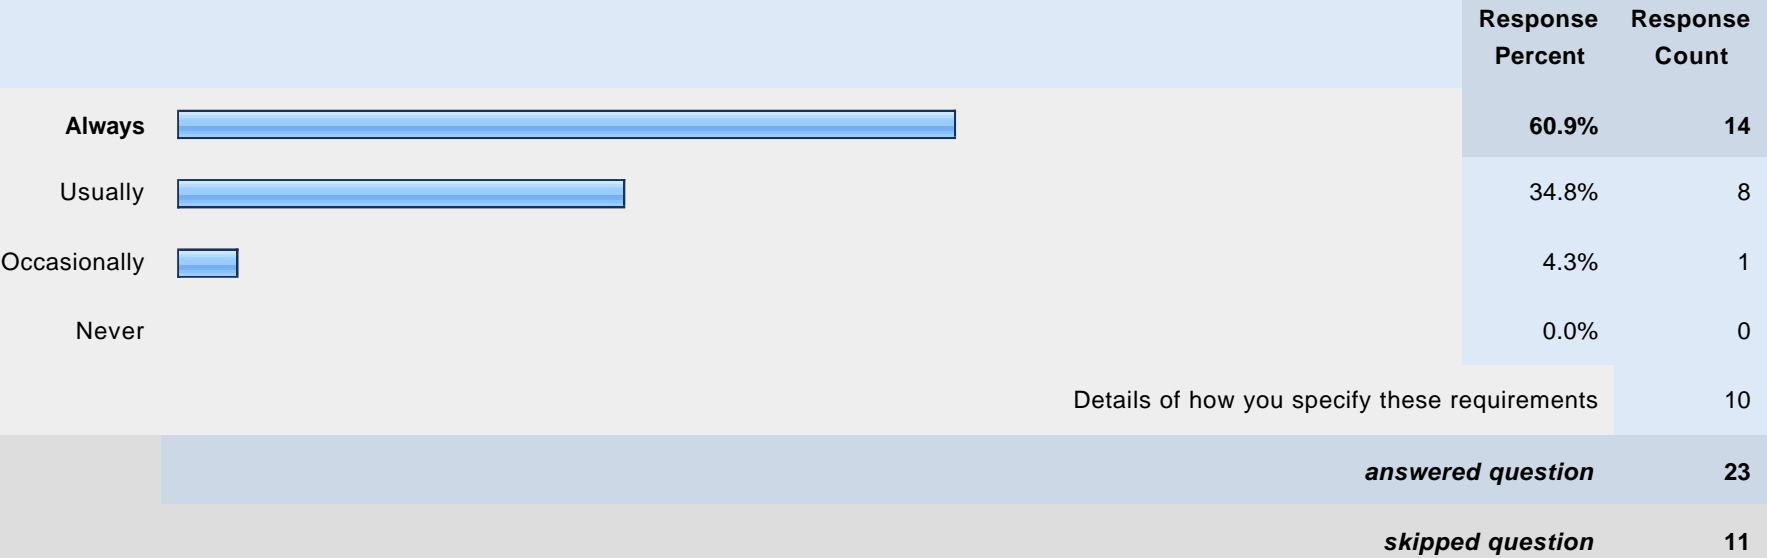 Response Response
Percent Count
Always 60.9% 14
Usually 34.8% 8
Occasionally 4.3% 1
Never 0.0% 0
Details of how you specify these requirements 10
answered question 23
skipped question 11